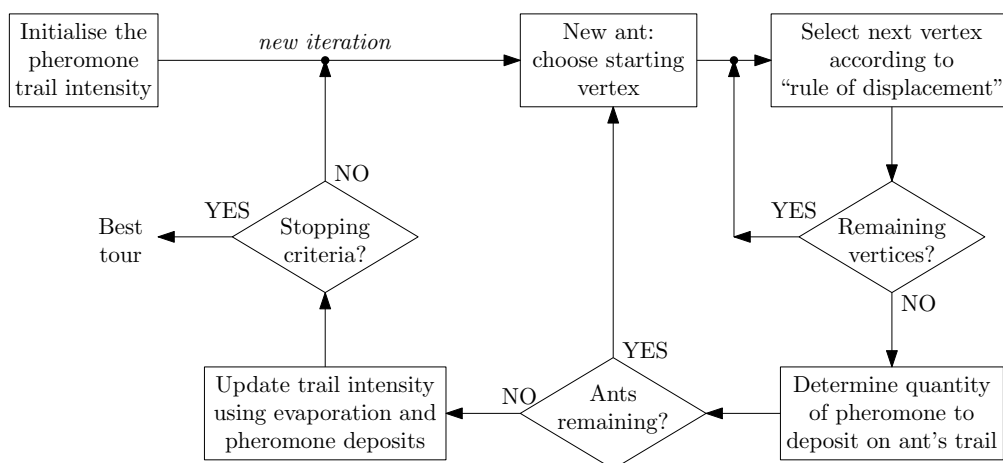 Initialise the
pheromone
trail intensity
new iteration
New ant:
choose starting
vertex
Select next vertex
according to
“rule of displacement”
NO
YES
Best
tour
Stopping
criteria?
YES
Remaining
vertices?
NO
YES
Update trail intensity
using evaporation and
pheromone deposits
NO
Ants
remaining?
Determine quantity
of pheromone to
deposit on ant's trail